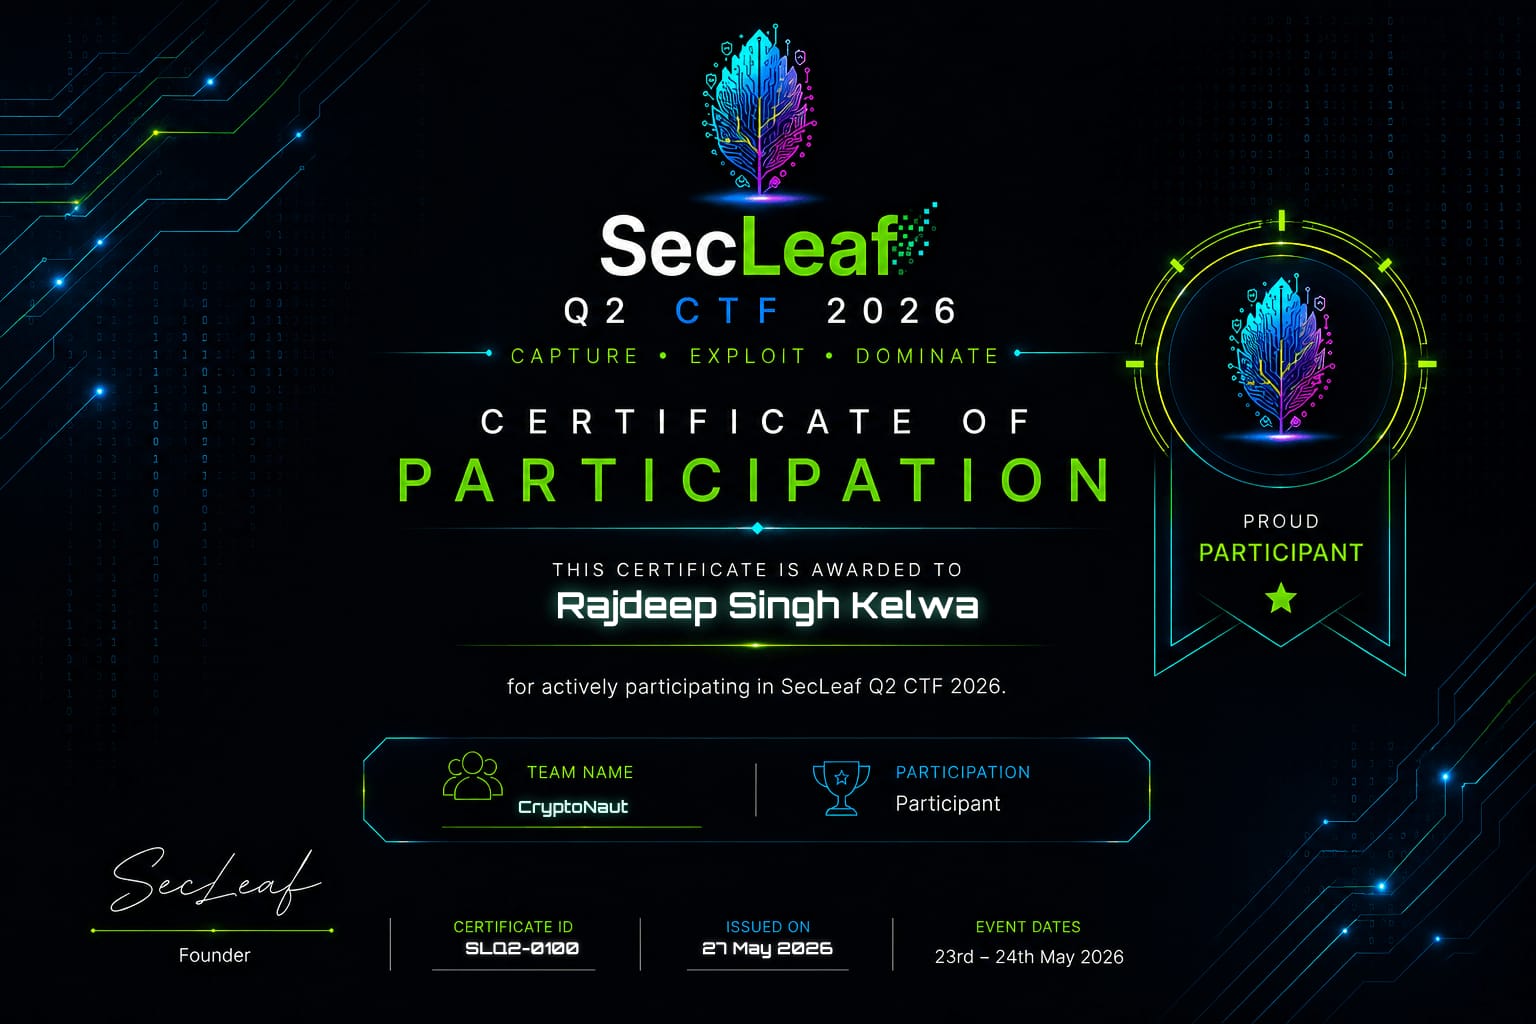 SecLeaf
Q2 CTF 2026
CAPTURE • EXPLOIT • DOMINATE
CERTIFICATE OF
PARTICIPATION
THIS CERTIFICATE IS AWARDED TO
Rajdeep Singh Kelwa
for actively participating in SecLeaf Q2 CTF 2026.
PROUD
PARTICIPANT
TEAM NAME
CryptoNaut
PARTICIPATION
Participant
SecLeaf
Founder
CERTIFICATE ID
SLQ2-0100
ISSUED ON
27 May 2026
EVENT DATES
23rd – 24th May 2026